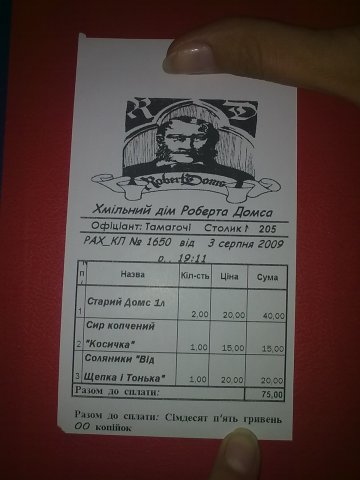 R D
Robert Doms
Хмільний дім Роберта Домса
Офіціант: Тамагочі Столик № 205
РАХ_КЛ № 1650 від 3 серпня 2009
р., 19:11
п Назва Кіл-сть Ціна Сума
1 Старий Домс 1л 2,00 20,00 40,00
Сир копчений
2 "Косичка" 1,00 15,00 15,00
Соляники "Від
3 Щепка і Тонька" 1,00 20,00 20,00
Разом до сплати: 75,00
Разом до сплати: Сімдесят п'ять гривень
00 копійок